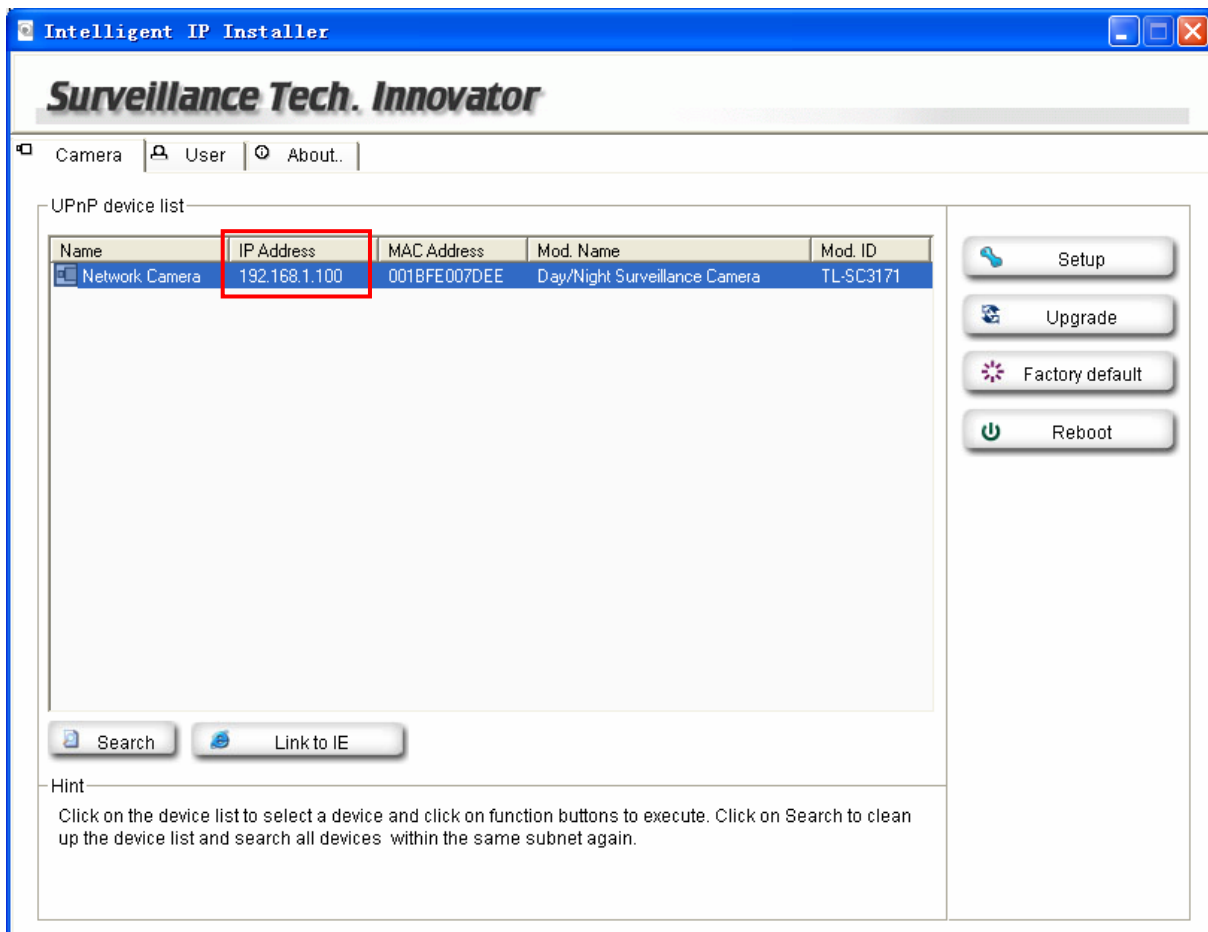 Intelligent IP Installer
Surveillance Tech. Innovator
Camera User About..
UPnP device list
Name IP Address MAC Address Mod. Name Mod. ID
Network Camera 192.168.1.100 001BFE007DEE Day/Night Surveillance Camera TL-SC3171
Setup
Upgrade
Factory default
Reboot
Search Link to IE
Hint
Click on the device list to select a device and click on function buttons to execute. Click on Search to clean
up the device list and search all devices within the same subnet again.